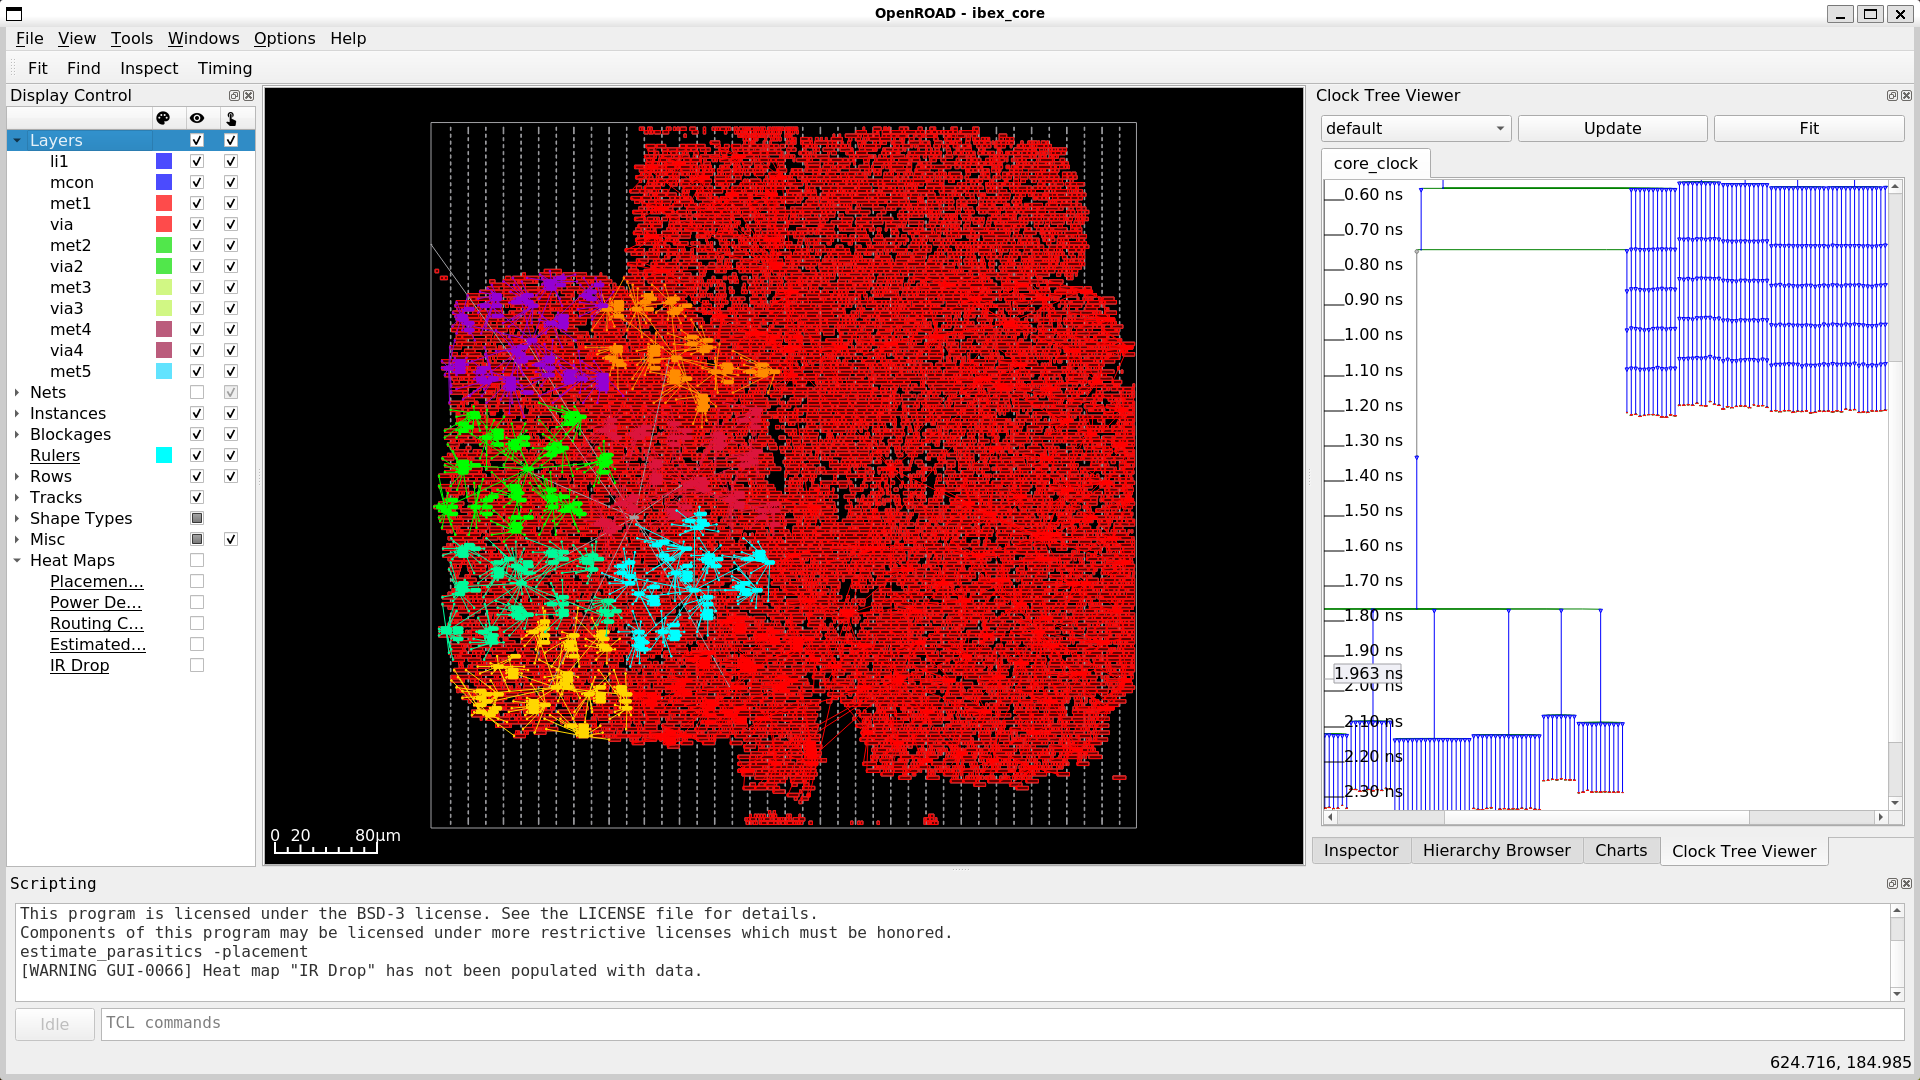 OpenROAD - ibex_core
File View Tools Windows Options Help
Fit Find Inspect Timing
Display Control
Layers
li1
mcon
met1
via
met2
via2
met3
via3
met4
via4
met5
Nets
Instances
Blockages
Rulers
Rows
Tracks
Shape Types
Misc
Heat Maps
Placemen...
Power De...
Routing C...
Estimated...
IR Drop
0 20 80μm
Clock Tree Viewer
default Update Fit
core_clock
0.60 ns
0.70 ns
0.80 ns
0.90 ns
1.00 ns
1.10 ns
1.20 ns
1.30 ns
1.40 ns
1.50 ns
1.60 ns
1.70 ns
1.80 ns
1.90 ns
1.963 ns
2.00 ns
2.10 ns
2.20 ns
2.30 ns
Inspector Hierarchy Browser Charts Clock Tree Viewer
Scripting
This program is licensed under the BSD-3 license. See the LICENSE file for details.
Components of this program may be licensed under more restrictive licenses which must be honored.
estimate_parasitics -placement
[WARNING GUI-0066] Heat map "IR Drop" has not been populated with data.
Idle TCL commands
624.716, 184.985